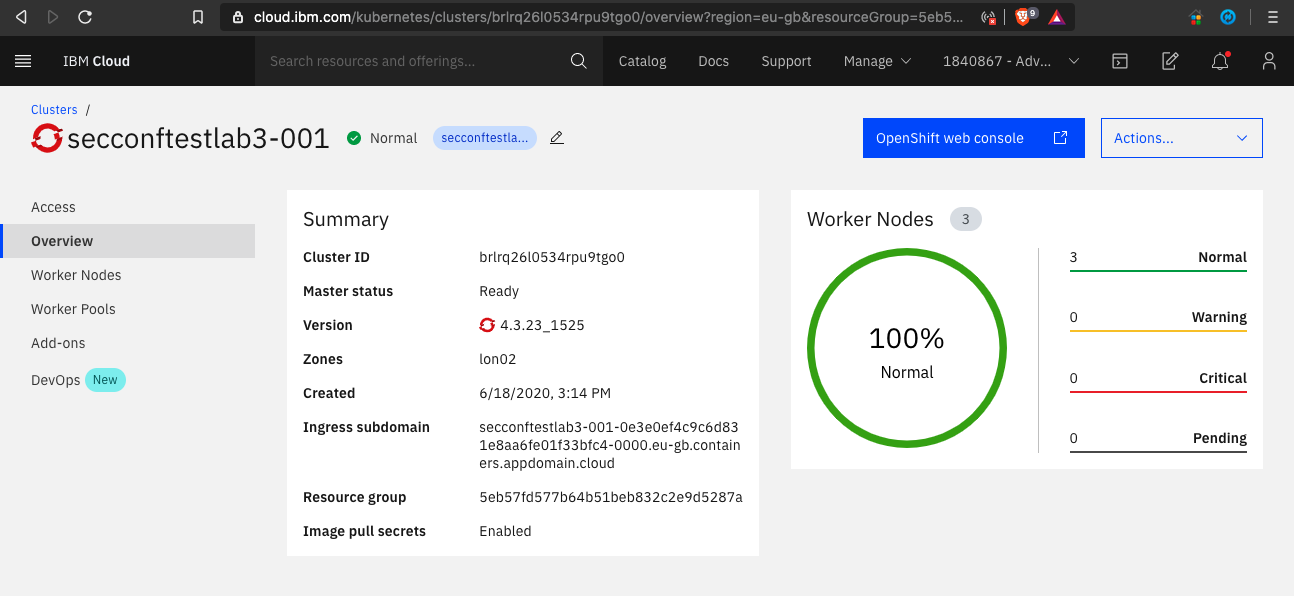 cloud.ibm.com/kubernetes/clusters/brlrq26l0534rpu9tgo0/overview?region=eu-gb&resourceGroup=5eb5...
9
IBM Cloud
Search resources and offerings...
Catalog
Docs
Support
Manage
1840867 - Adv...
Clusters /
secconftestlab3-001
Normal
secconftestla...
OpenShift web console
Actions...
Access
Overview
Worker Nodes
Worker Pools
Add-ons
DevOps New
Summary
Cluster ID brlrq26l0534rpu9tgo0
Master status Ready
Version 4.3.23_1525
Zones lon02
Created 6/18/2020, 3:14 PM
Ingress subdomain secconftestlab3-001-0e3e0ef4c9c6d83
1e8aa6fe01f33bfc4-0000.eu-gb.contain
ers.appdomain.cloud
Resource group 5eb57fd577b64b51beb832c2e9d5287a
Image pull secrets Enabled
Worker Nodes 3
100%
Normal
3 Normal
0 Warning
0 Critical
0 Pending